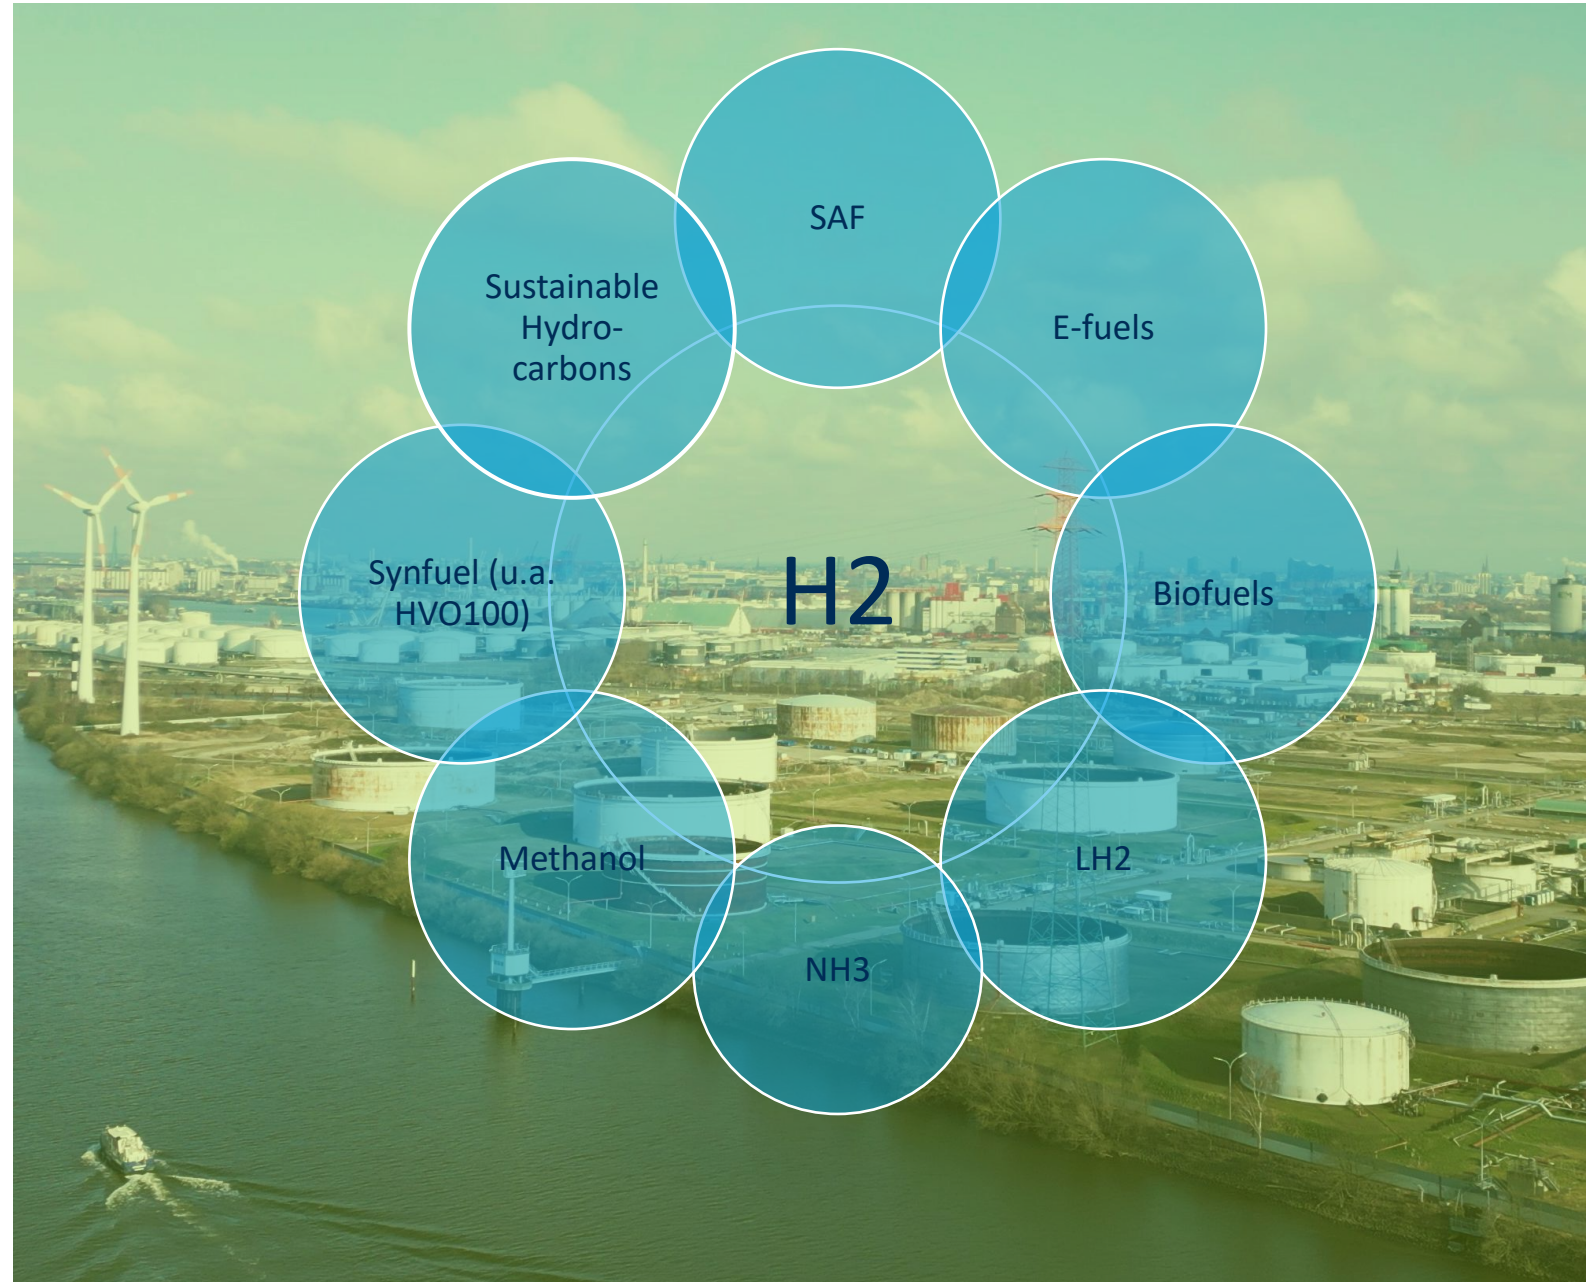 SAF
Sustainable
Hydro-
carbons
E-fuels
Synfuel (u.a.
HVO100)
H2
Biofuels
Methanol
LH2
NH3